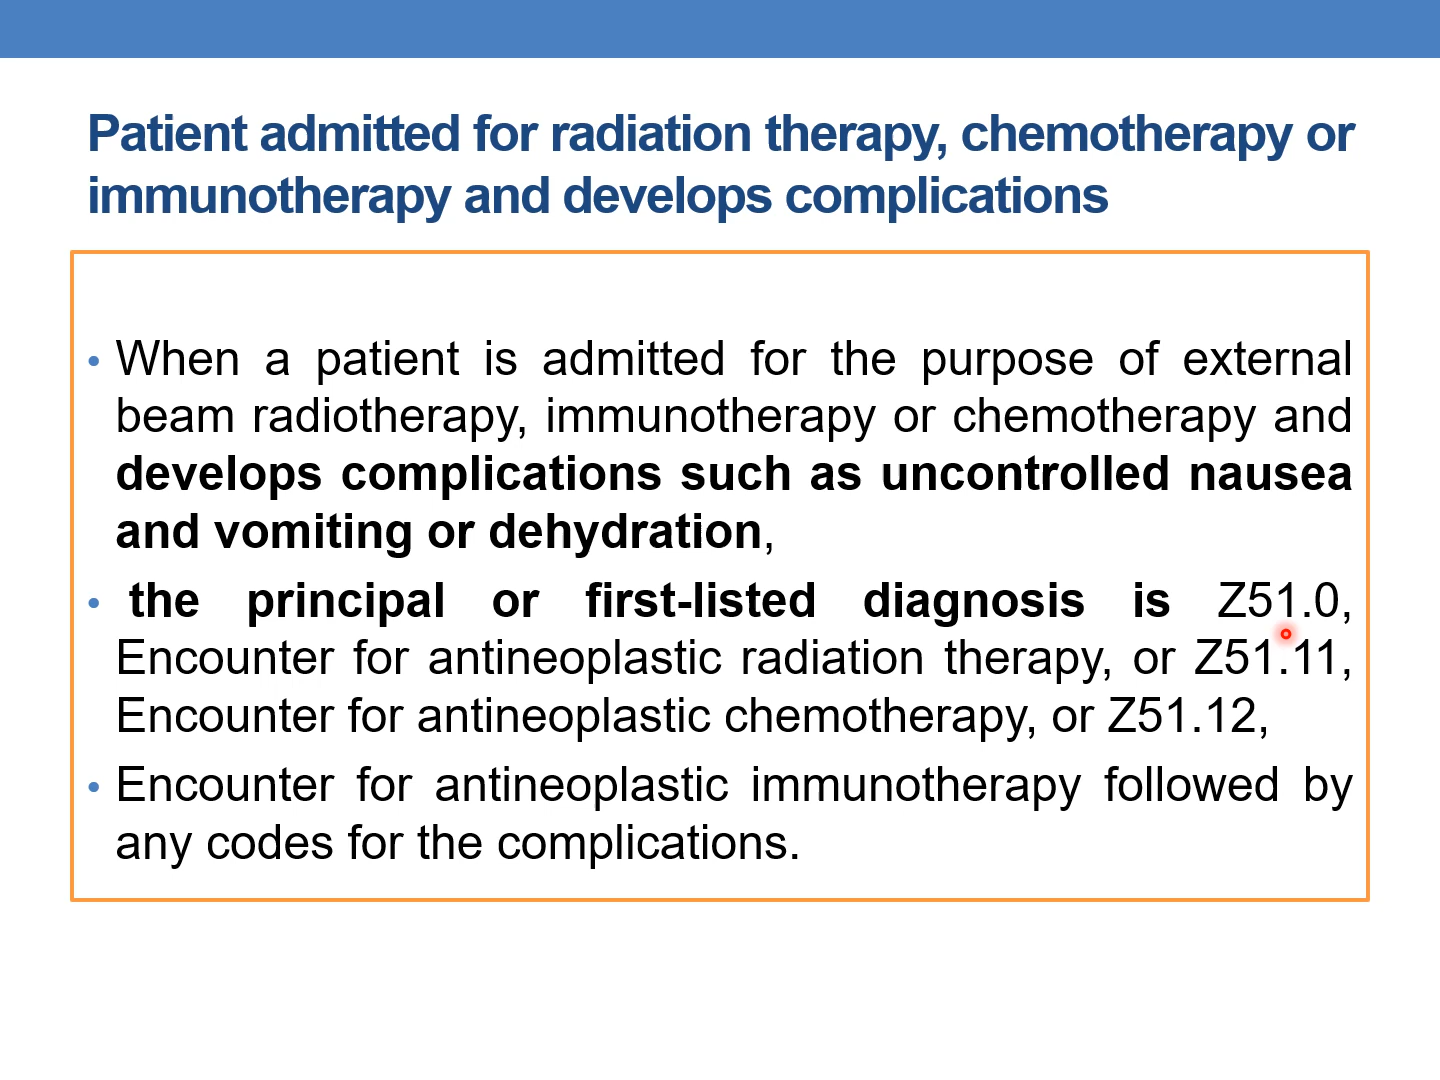 Patient admitted for radiation therapy, chemotherapy or
immunotherapy and develops complications
• When a patient is admitted for the purpose of external
beam radiotherapy, immunotherapy or chemotherapy and
develops complications such as uncontrolled nausea
and vomiting or dehydration,
• the principal or first-listed diagnosis is Z51.0,
Encounter for antineoplastic radiation therapy, or Z51.11,
Encounter for antineoplastic chemotherapy, or Z51.12,
• Encounter for antineoplastic immunotherapy followed by
any codes for the complications.